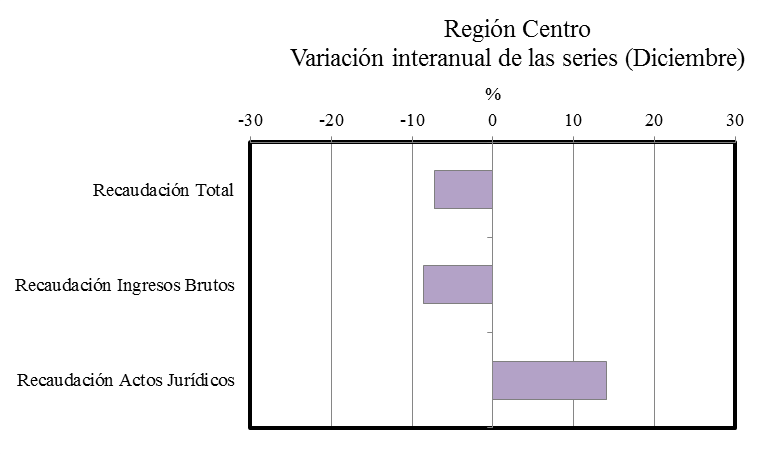 Región Centro
Variación interanual de las series (Diciembre)
%
-30 -20 -10 0 10 20 30
Recaudación Total
Recaudación Ingresos Brutos
Recaudación Actos Jurídicos